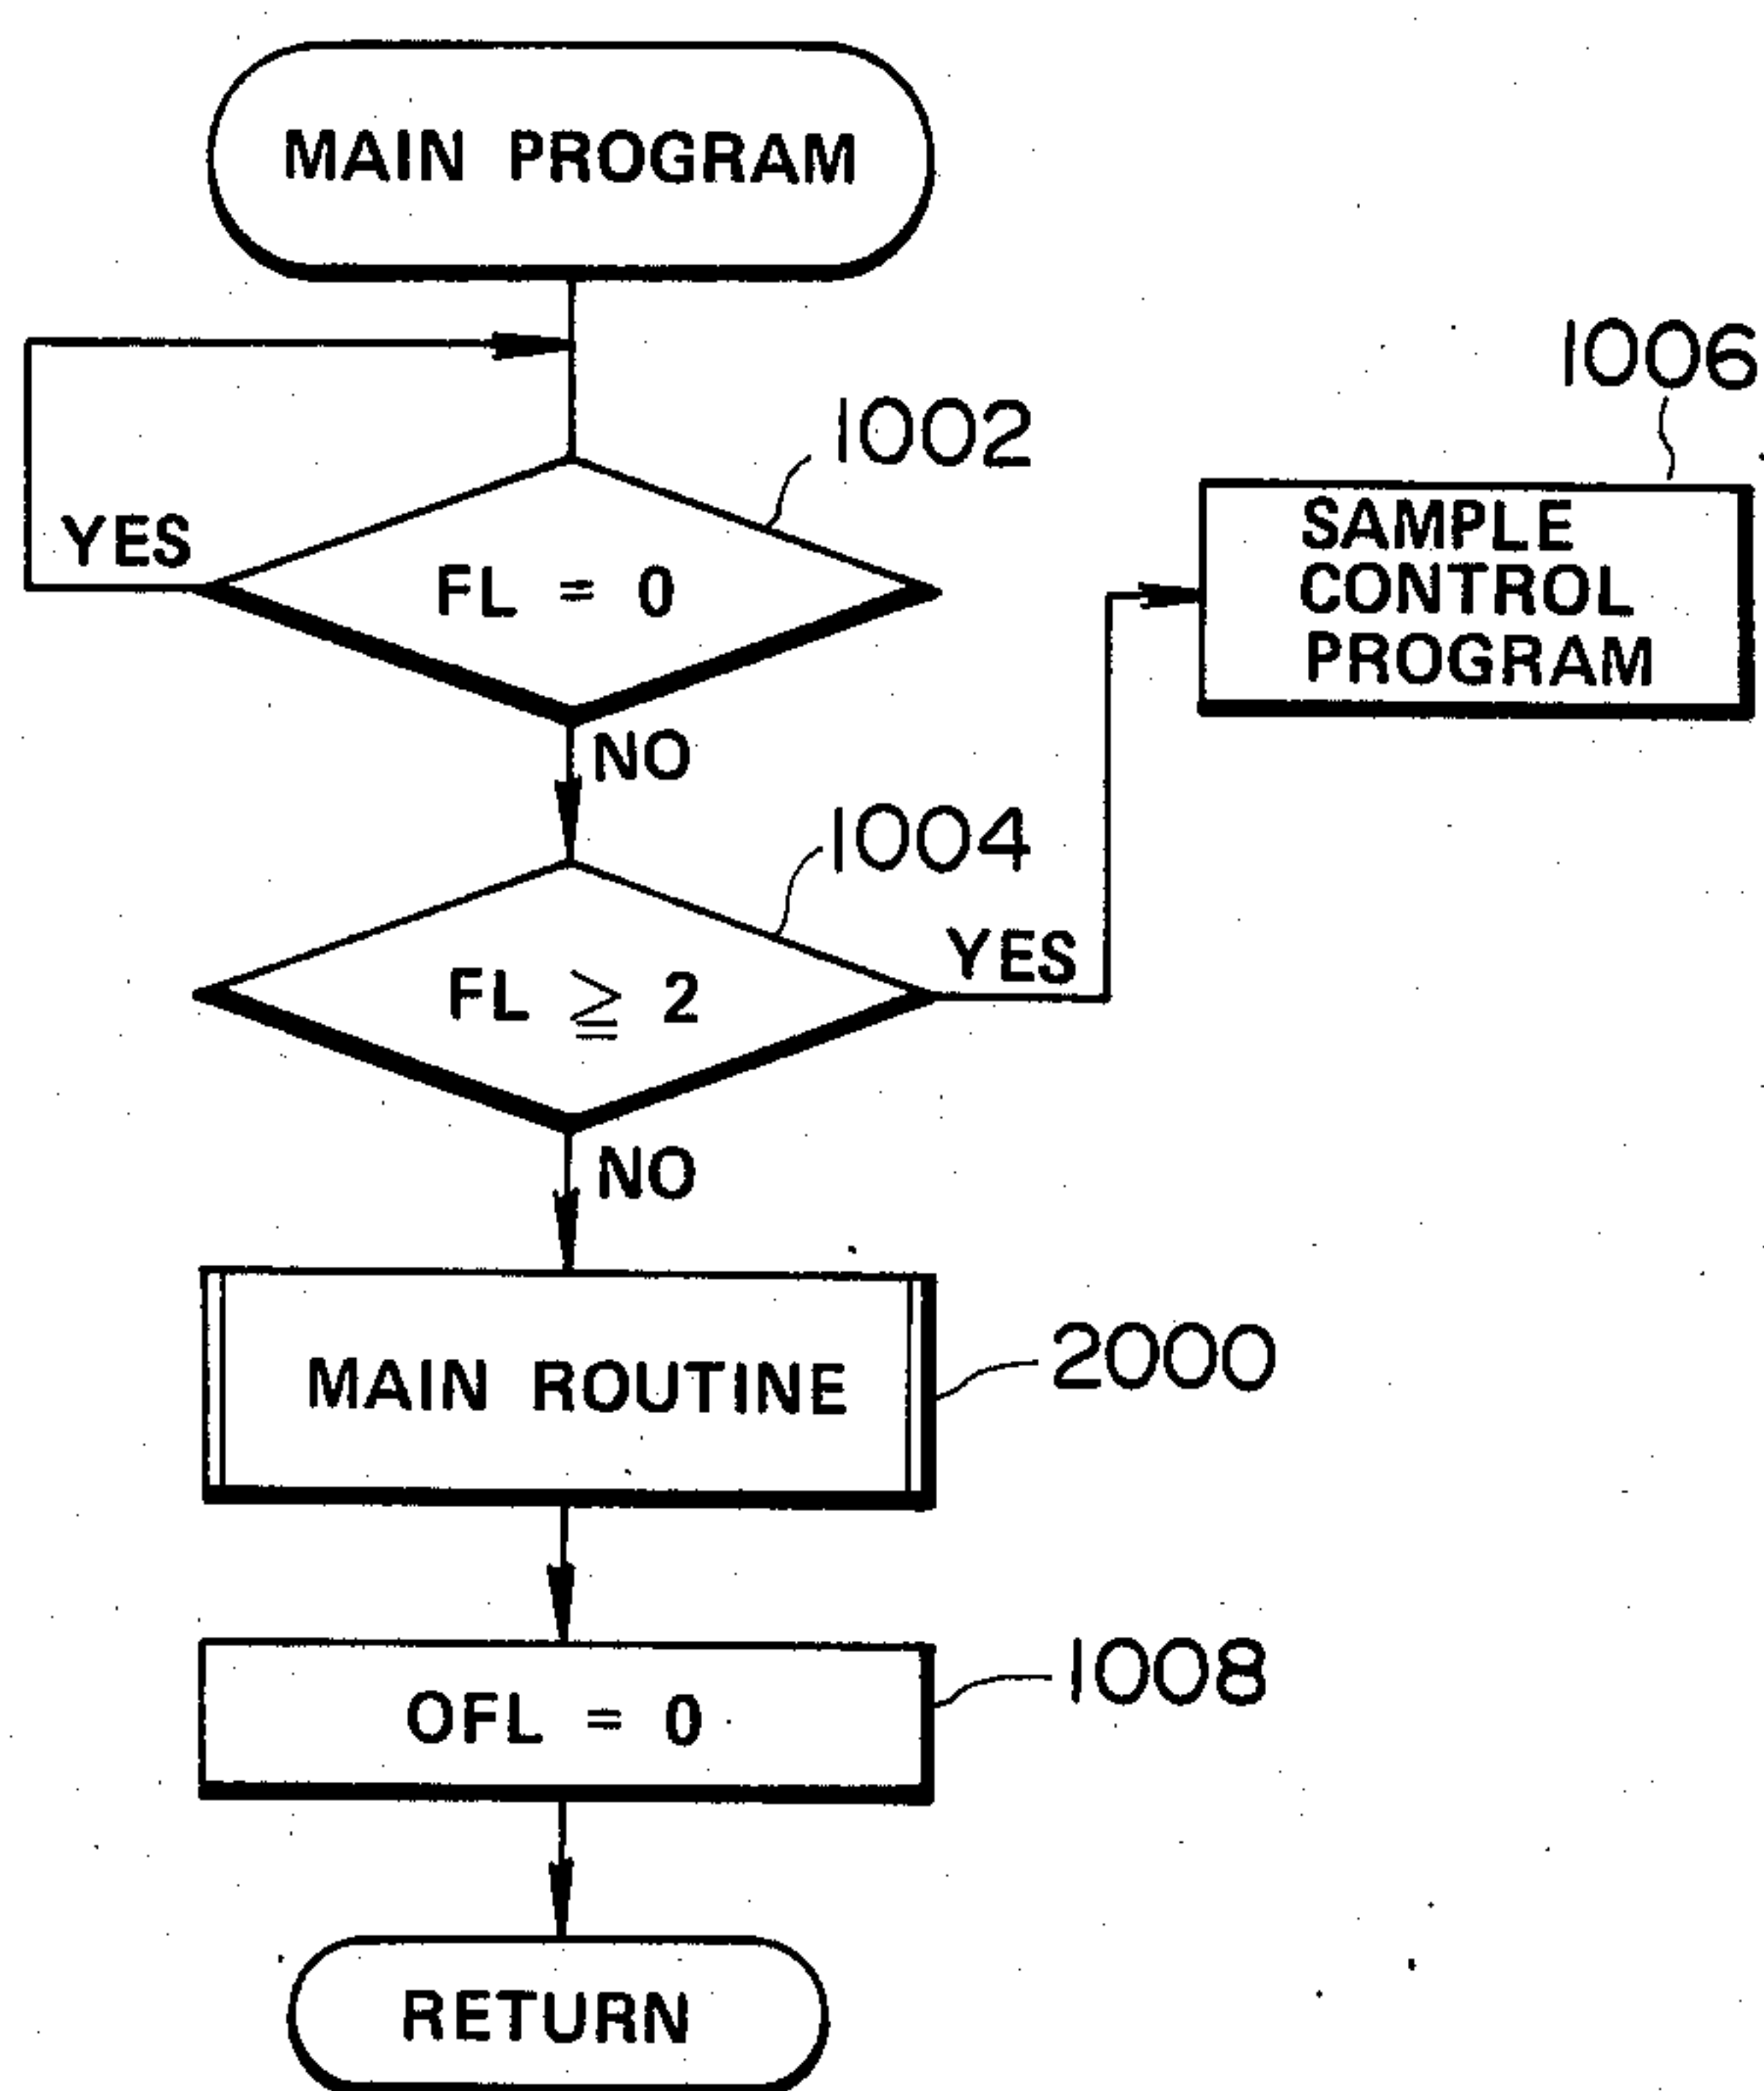 MAIN PROGRAM
1006
1002
SAMPLE
CONTROL
PROGRAM
YES
FL = 0
NO
1004
YES
FL ≧ 2
NO
MAIN ROUTINE
2000
OFL = 0
1008
RETURN